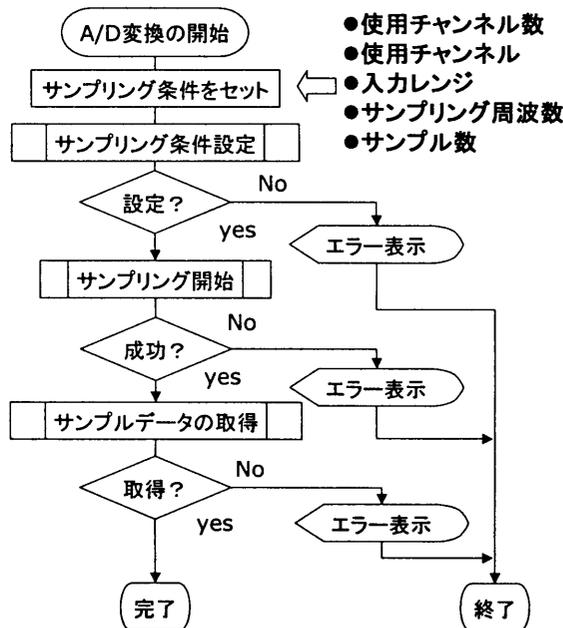 A/D変換の開始
●使用チャンネル数
●使用チャンネル
●入力レンジ
●サンプリング周波数
●サンプル数
サンプリング条件をセット
サンプリング条件設定
設定？
No
yes
エラー表示
サンプリング開始
成功？
No
yes
エラー表示
サンプルデータの取得
取得？
No
yes
エラー表示
完了
終了